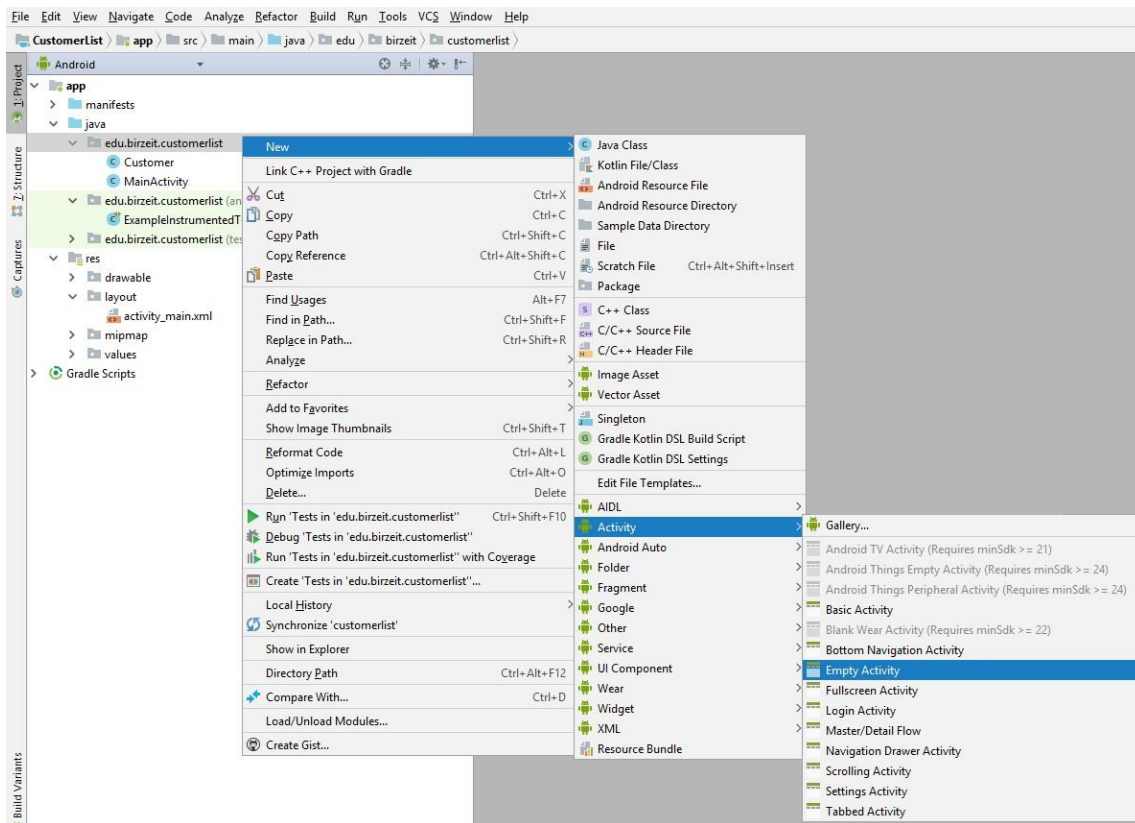 File Edit View Navigate Code Analyze Refactor Build Run Tools VCS Window Help
CustomerList app src main java edu birzeit customerlist
1: Project
Z: Structure
Captures
Build Variants
Android
app
manifests
java
edu.birzeit.customerlist
Customer
MainActivity
edu.birzeit.customerlist (an
ExampleInstrumentedT
edu.birzeit.customerlist (tes
res
drawable
layout
activity_main.xml
mipmap
values
Gradle Scripts
New
Link C++ Project with Gradle
Cut Ctrl+X
Copy Ctrl+C
Copy Path Ctrl+Shift+C
Copy Reference Ctrl+Alt+Shift+C
Paste Ctrl+V
Find Usages Alt+F7
Find in Path... Ctrl+Shift+F
Replace in Path... Ctrl+Shift+R
Analyze
Refactor
Add to Favorites
Show Image Thumbnails Ctrl+Shift+T
Reformat Code Ctrl+Alt+L
Optimize Imports Ctrl+Alt+O
Delete... Delete
Run 'Tests in 'edu.birzeit.customerlist'' Ctrl+Shift+F10
Debug 'Tests in 'edu.birzeit.customerlist''
Run 'Tests in 'edu.birzeit.customerlist'' with Coverage
Create 'Tests in 'edu.birzeit.customerlist''...
Local History
Synchronize 'customerlist'
Show in Explorer
Directory Path Ctrl+Alt+F12
Compare With... Ctrl+D
Load/Unload Modules...
Create Gist...
Java Class
Kotlin File/Class
Android Resource File
Android Resource Directory
Sample Data Directory
File
Scratch File Ctrl+Alt+Shift+Insert
Package
C++ Class
C/C++ Source File
C/C++ Header File
Image Asset
Vector Asset
Singleton
Gradle Kotlin DSL Build Script
Gradle Kotlin DSL Settings
Edit File Templates...
AIDL
Activity
Android Auto
Folder
Fragment
Google
Other
Service
UI Component
Wear
Widget
XML
Resource Bundle
Gallery...
Android TV Activity (Requires minSdk >= 21)
Android Things Empty Activity (Requires minSdk >= 24)
Android Things Peripheral Activity (Requires minSdk >= 24)
Basic Activity
Blank Wear Activity (Requires minSdk >= 22)
Bottom Navigation Activity
Empty Activity
Fullscreen Activity
Login Activity
Master/Detail Flow
Navigation Drawer Activity
Scrolling Activity
Settings Activity
Tabbed Activity